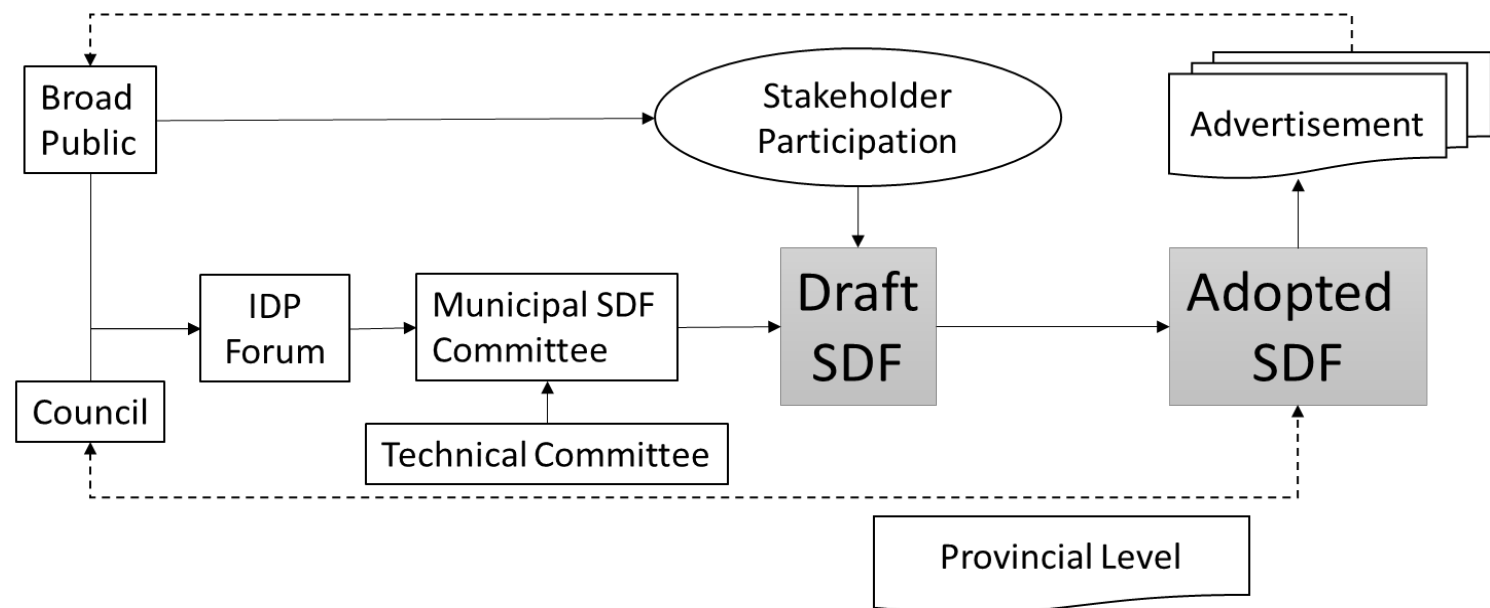 Broad
Public
Stakeholder
Participation
Advertisement
IDP
Forum
Municipal SDF
Committee
Draft
SDF
Adopted
SDF
Council
Technical Committee
Provincial Level